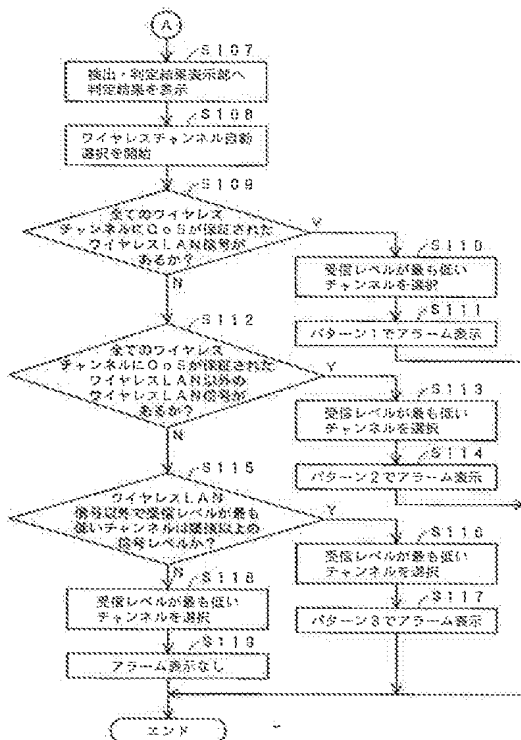 A
S107
検出・判定結果表示部へ
判定結果を表示
S108
ワイヤレスチャンネル自動
選択を開始
S109
全てのワイヤレス
チャンネルにQoSが保証された
ワイヤレスLAN信号が
あるか？
Y
N
S110
受信レベルが最も低い
チャンネルを選択
S111
パターン1でアラーム表示
S112
全てのワイヤレス
チャンネルにQoSが保証された
ワイヤレスLAN以外の
ワイヤレスLAN信号が
あるか？
Y
N
S113
受信レベルが最も低い
チャンネルを選択
S114
パターン2でアラーム表示
S115
ワイヤレスLAN
信号以外で受信レベルが最も
低いチャンネルは 以上の
信号レベルか？
Y
N
S116
受信レベルが最も低い
チャンネルを選択
S117
パターン3でアラーム表示
S118
受信レベルが最も低い
チャンネルを選択
S119
アラーム表示なし
エンド